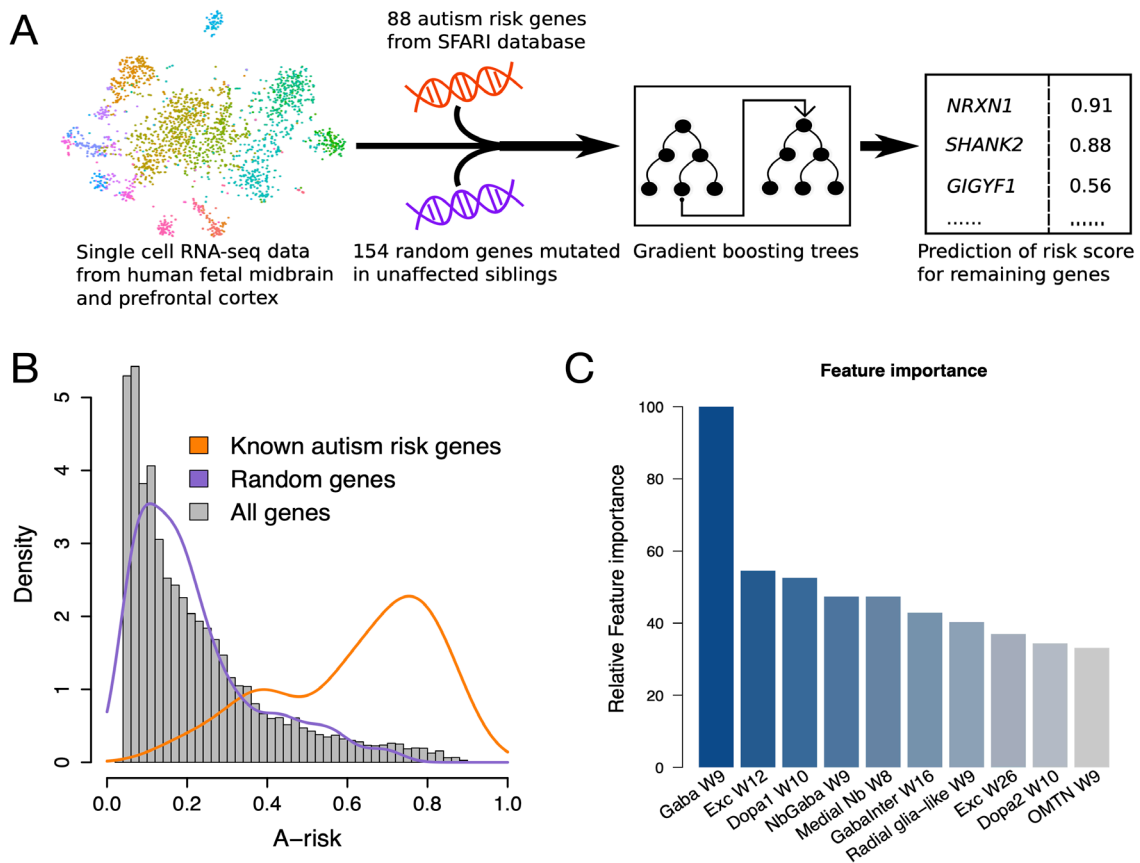 A
88 autism risk genes
from SFARI database
Single cell RNA-seq data
from human fetal midbrain
and prefrontal cortex
154 random genes mutated
in unaffected siblings
Gradient boosting trees
NRXN1 0.91
SHANK2 0.88
GIGYF1 0.56
...... ......
Prediction of risk score
for remaining genes
B
Density
5
4
3
2
1
0
Known autism risk genes
Random genes
All genes
0.0 0.2 0.4 0.6 0.8 1.0
A−risk
C
Feature importance
Relative Feature importance
100
80
60
40
20
0
Gaba W9
Exc W12
Dopa1 W10
NbGaba W9
Medial Nb W8
GabaInter W16
Radial glia−like W9
Exc W26
Dopa2 W10
OMTN W9